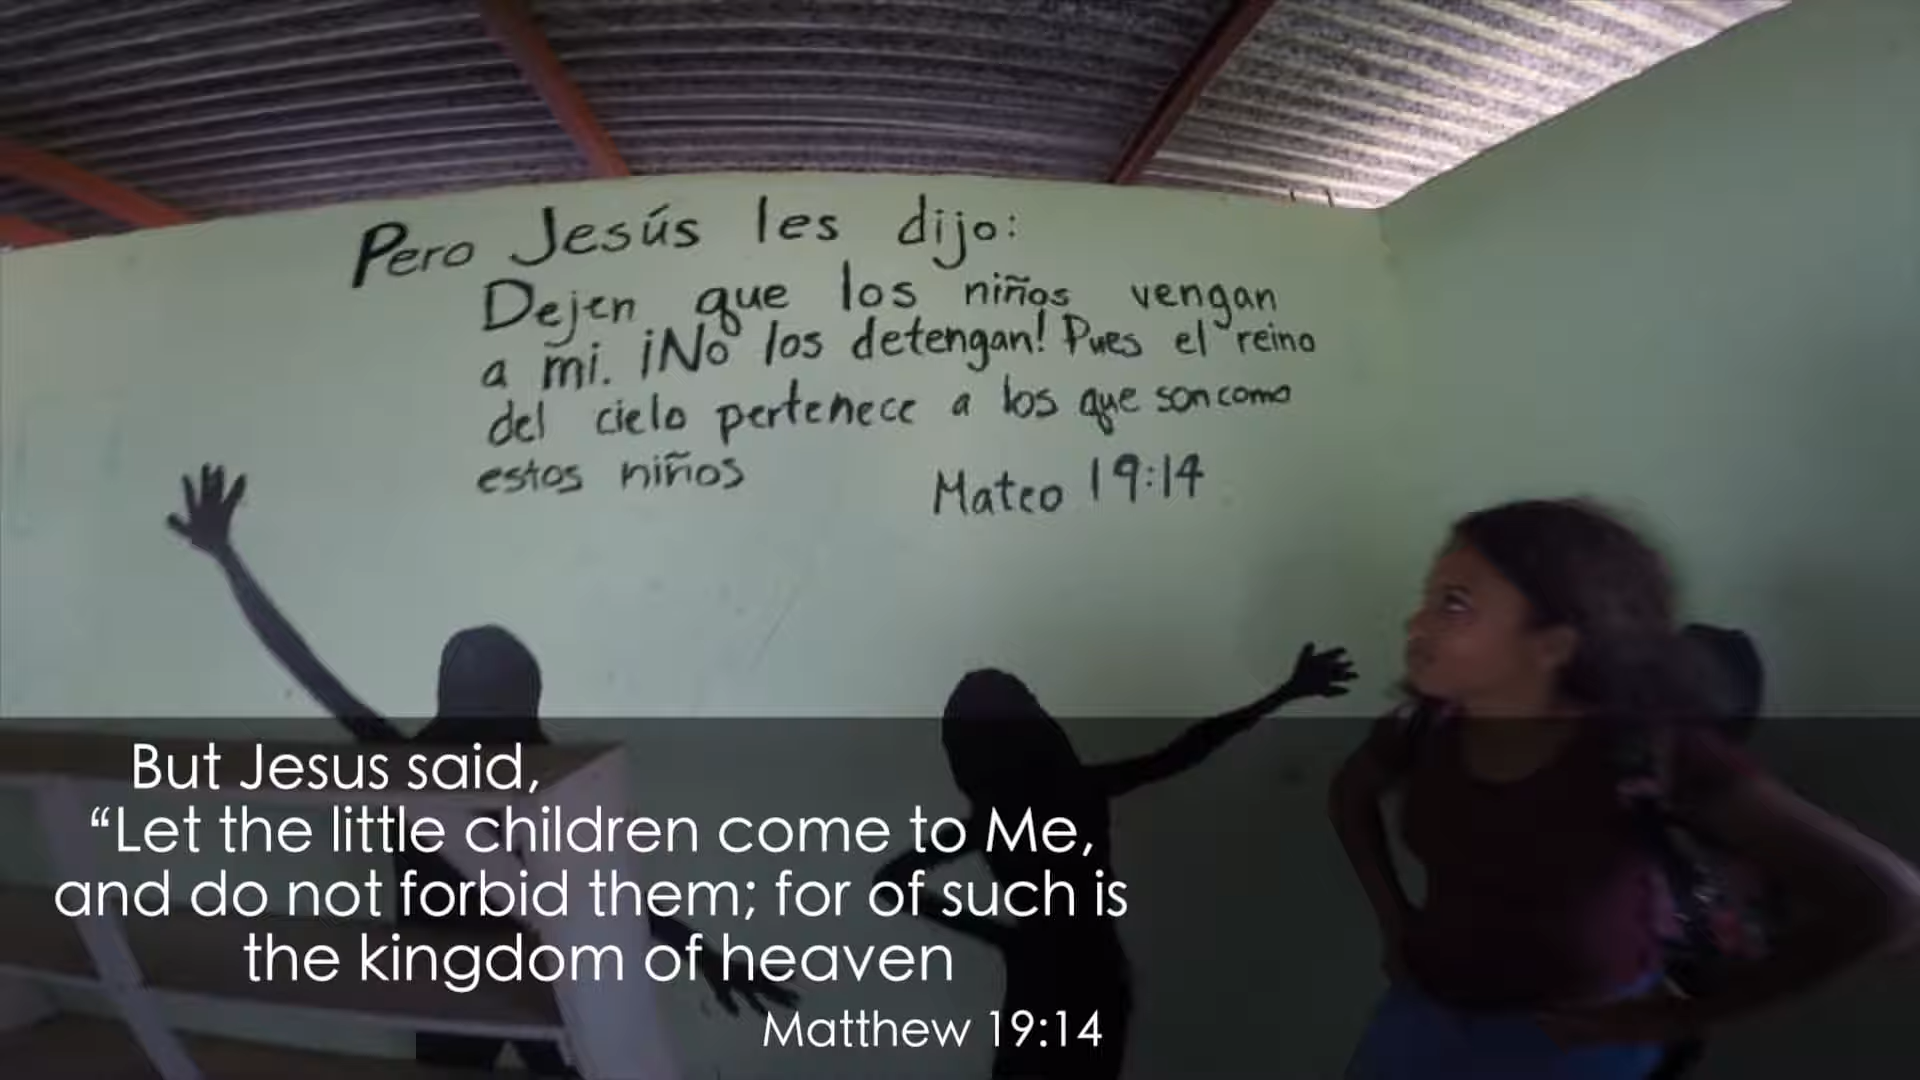 Pero Jesús les dijo:
Dejen que los niños vengan
a mi. ¡No los detengan! Pues el reino
del cielo pertenece a los que son como
estos niños
Mateo 19:14
But Jesus said,
“Let the little children come to Me,
and do not forbid them; for of such is
the kingdom of heaven
Matthew 19:14